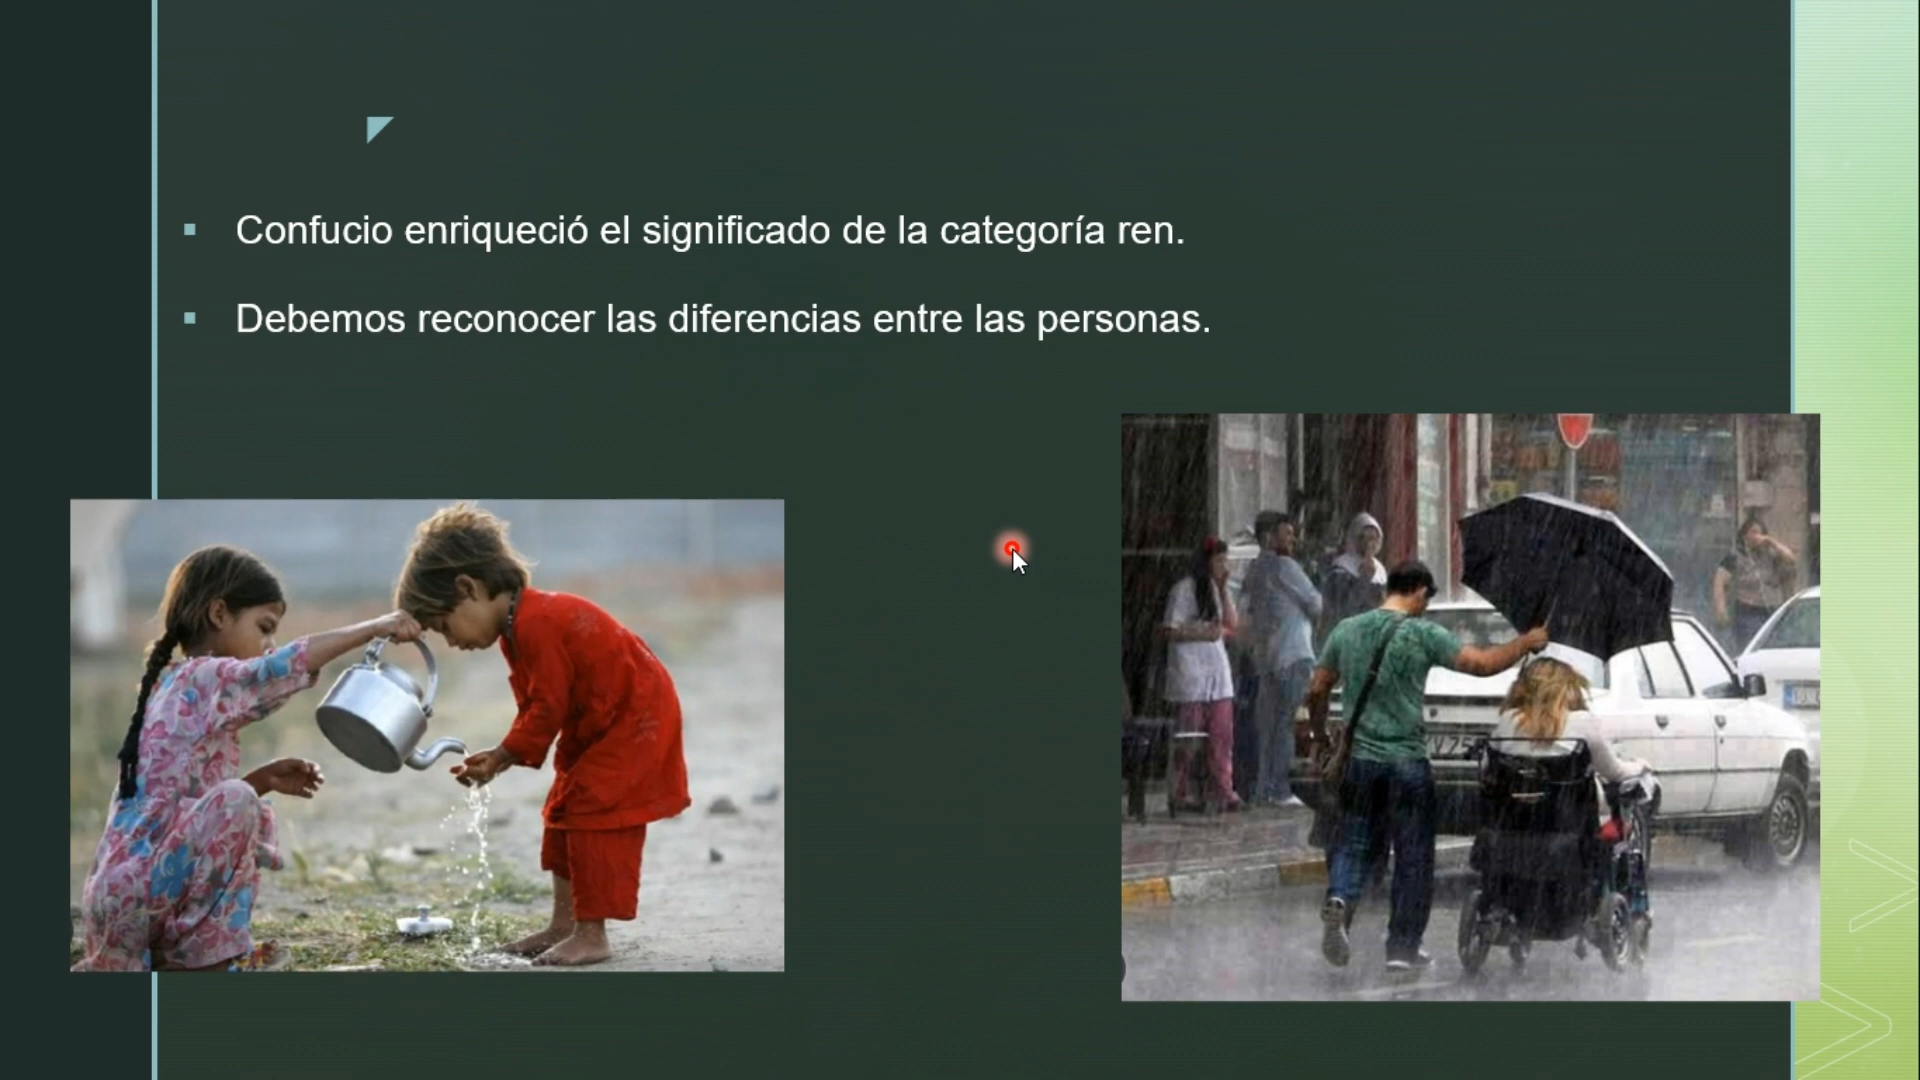 Confucio enriqueció el significado de la categoría ren.
Debemos reconocer las diferencias entre las personas.